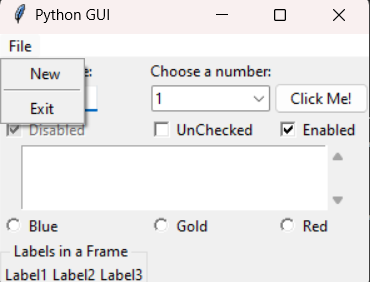 Python GUI
File
New
Exit
Choose a number:
1
Click Me!
Disabled
UnChecked
Enabled
Blue
Gold
Red
Labels in a Frame
Label1 Label2 Label3